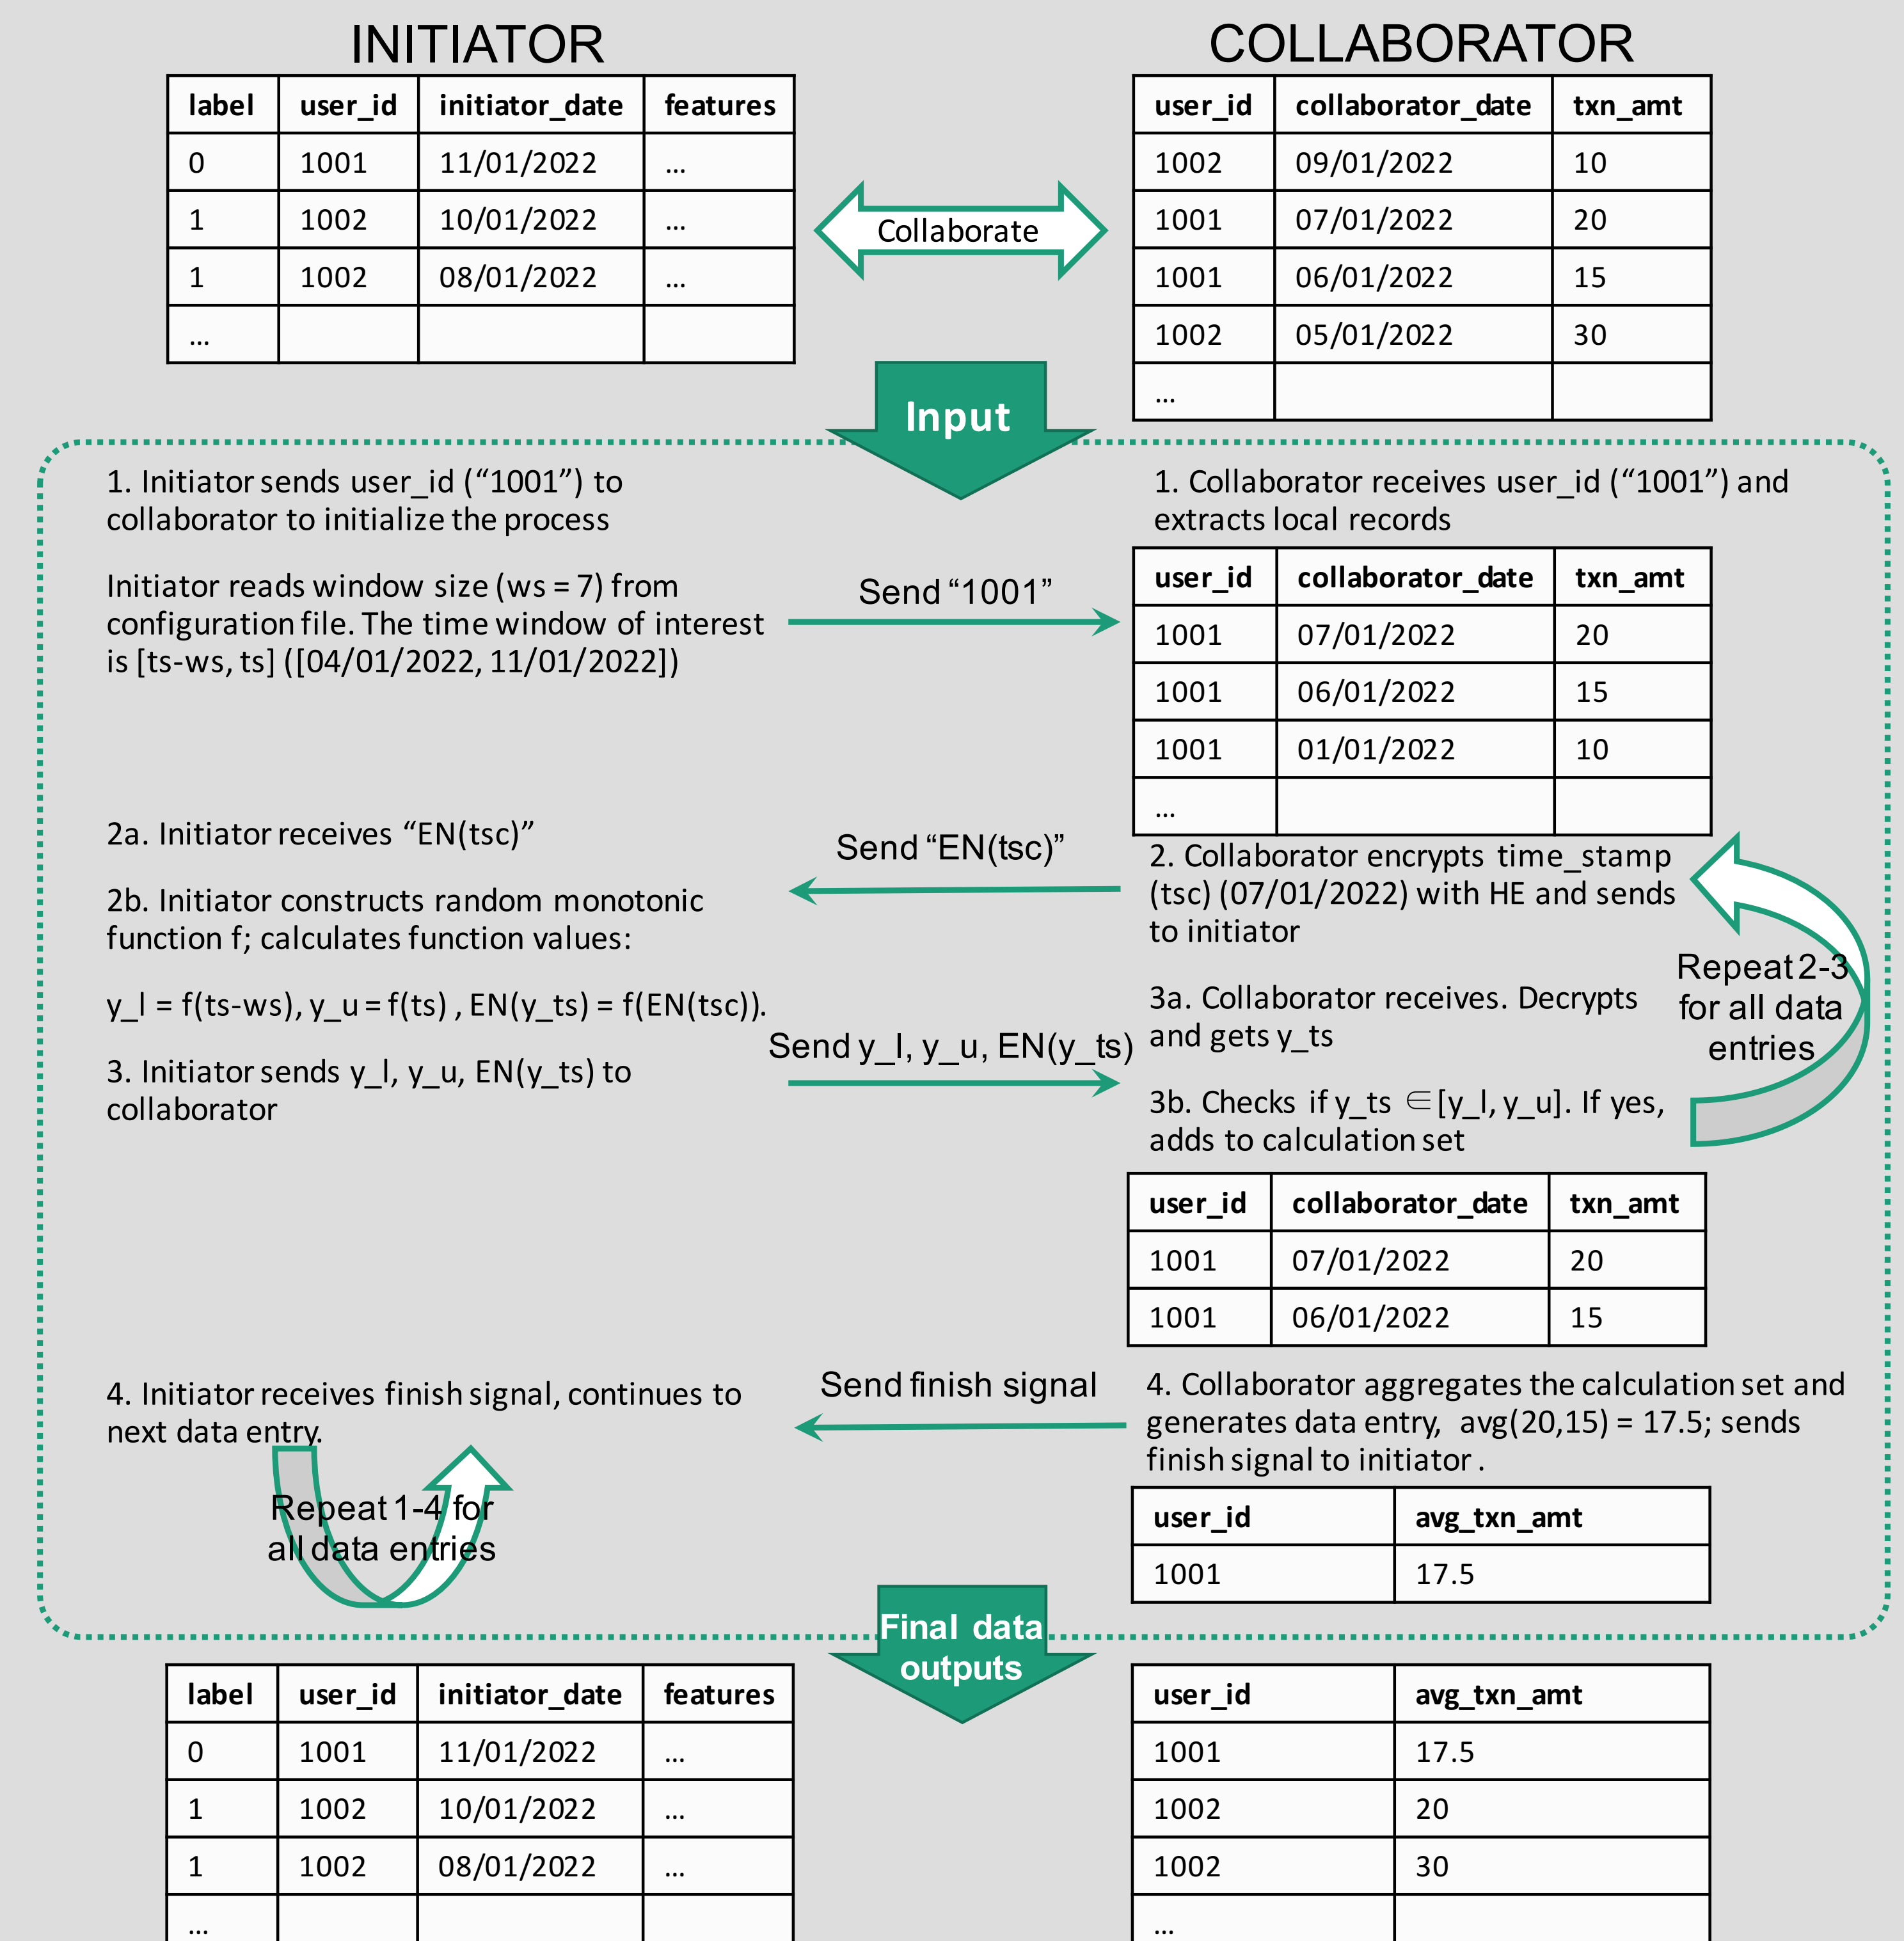 INITIATOR
COLLABORATOR
label user_id initiator_date features
0 1001 11/01/2022 ...
1 1002 10/01/2022 ...
1 1002 08/01/2022 ...
...
Collaborate
user_id collaborator_date txn_amt
1002 09/01/2022 10
1001 07/01/2022 20
1001 06/01/2022 15
1002 05/01/2022 30
...
Input
1. Initiator sends user_id (“1001”) to
collaborator to initialize the process
Initiator reads window size (ws = 7) from
configuration file. The time window of interest
is [ts-ws, ts] ([04/01/2022, 11/01/2022])
Send “1001”
1. Collaborator receives user_id (“1001”) and
extracts local records
user_id collaborator_date txn_amt
1001 07/01/2022 20
1001 06/01/2022 15
1001 01/01/2022 10
...
2a. Initiator receives “EN(tsc)”
2b. Initiator constructs random monotonic
function f; calculates function values:
y_l = f(ts-ws), y_u = f(ts) , EN(y_ts) = f(EN(tsc)).
3. Initiator sends y_l, y_u, EN(y_ts) to
collaborator
Send “EN(tsc)”
Send y_l, y_u, EN(y_ts)
2. Collaborator encrypts time_stamp
(tsc) (07/01/2022) with HE and sends
to initiator
3a. Collaborator receives. Decrypts
and gets y_ts
3b. Checks if y_ts ∈ [y_l, y_u]. If yes,
adds to calculation set
Repeat 2-3
for all data
entries
user_id collaborator_date txn_amt
1001 07/01/2022 20
1001 06/01/2022 15
4. Initiator receives finish signal, continues to
next data entry.
Repeat 1-4 for
all data entries
Send finish signal
4. Collaborator aggregates the calculation set and
generates data entry, avg(20,15) = 17.5; sends
finish signal to initiator .
user_id avg_txn_amt
1001 17.5
Final data
outputs
label user_id initiator_date features
0 1001 11/01/2022 ...
1 1002 10/01/2022 ...
1 1002 08/01/2022 ...
...
user_id avg_txn_amt
1001 17.5
1002 20
1002 30
...